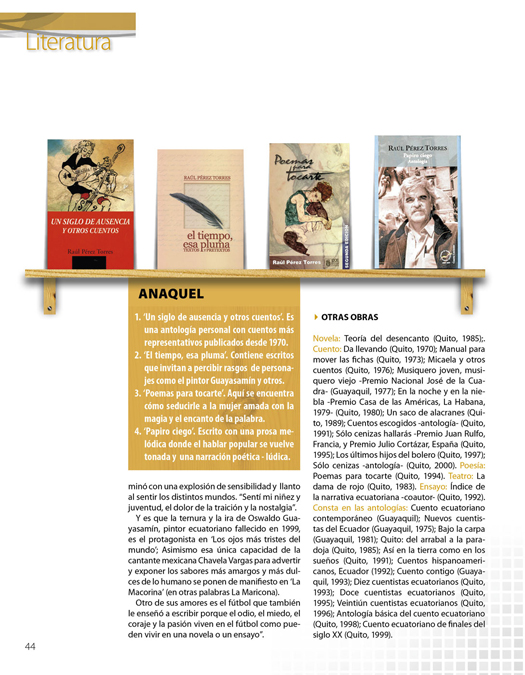 Literatura
UN SIGLO DE AUSENCIA
Y OTROS CUENTOS
Raúl Pérez Torres
RAÚL PÉREZ TORRES
el tiempo,
esa pluma
TEXTOS & PRETEXTOS
Poemas
para
tocarte
Raúl Pérez Torres
SEGUNDA EDICIÓN
RAÚL PÉREZ TORRES
Papiro ciego
Antología
ANAQUEL
1. ‘Un siglo de ausencia y otros cuentos’. Es
una antología personal con cuentos más
representativos publicados desde 1970.
2. ‘El tiempo, esa pluma’. Contiene escritos
que invitan a percibir rasgos de persona-
jes como el pintor Guayasamín y otros.
3. ‘Poemas para tocarte’. Aquí se encuentra
cómo seducirle a la mujer amada con la
magia y el encanto de la palabra.
4. ‘Papiro ciego’. Escrito con una prosa me-
lódica donde el hablar popular se vuelve
tonada y una narración poética - lúdica.
minó con una explosión de sensibilidad y llanto
al sentir los distintos mundos. “Sentí mi niñez y
juventud, el dolor de la traición y la nostalgia”.
Y es que la ternura y la ira de Oswaldo Gua-
yasamín, pintor ecuatoriano fallecido en 1999,
es el protagonista en ‘Los ojos más tristes del
mundo’; Asimismo esa única capacidad de la
cantante mexicana Chavela Vargas para advertir
y exponer los sabores más amargos y más dul-
ces de lo humano se ponen de manifiesto en ‘La
Macorina’ (en otras palabras La Maricona).
Otro de sus amores es el fútbol que también
le enseñó a escribir porque el odio, el miedo, el
coraje y la pasión viven en el fútbol como pue-
den vivir en una novela o un ensayo”.
OTRAS OBRAS
Novela: Teoría del desencanto (Quito, 1985);.
Cuento: Da llevando (Quito, 1970); Manual para
mover las fichas (Quito, 1973); Micaela y otros
cuentos (Quito, 1976); Musiquero joven, musi-
quero viejo -Premio Nacional José de la Cua-
dra- (Guayaquil, 1977); En la noche y en la nie-
bla -Premio Casa de las Américas, La Habana,
1979- (Quito, 1980); Un saco de alacranes (Qui-
to, 1989); Cuentos escogidos -antología- (Quito,
1991); Sólo cenizas hallarás -Premio Juan Rulfo,
Francia, y Premio Julio Cortázar, España (Quito,
1995); Los últimos hijos del bolero (Quito, 1997);
Sólo cenizas -antología- (Quito, 2000). Poesía:
Poemas para tocarte (Quito, 1994). Teatro: La
dama de rojo (Quito, 1983). Ensayo: Índice de
la narrativa ecuatoriana -coautor- (Quito, 1992).
Consta en las antologías: Cuento ecuatoriano
contemporáneo (Guayaquil); Nuevos cuentis-
tas del Ecuador (Guayaquil, 1975); Bajo la carpa
(Guayaquil, 1981); Quito: del arrabal a la para-
doja (Quito, 1985); Así en la tierra como en los
sueños (Quito, 1991); Cuentos hispanoameri-
canos, Ecuador (1992); Cuento contigo (Guaya-
quil, 1993); Diez cuentistas ecuatorianos (Quito,
1993); Doce cuentistas ecuatorianos (Quito,
1995); Veintiún cuentistas ecuatorianos (Quito,
1996); Antología básica del cuento ecuatoriano
(Quito, 1998); Cuento ecuatoriano de finales del
siglo XX (Quito, 1999).
44